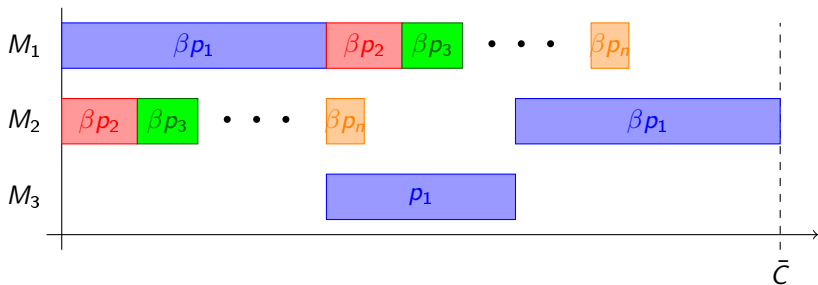 M₁ βp₁ βp₂ βp₃ • • • βpₙ
M₂ βp₂ βp₃ • • • βpₙ βp₁
M₃ p₁
C̄